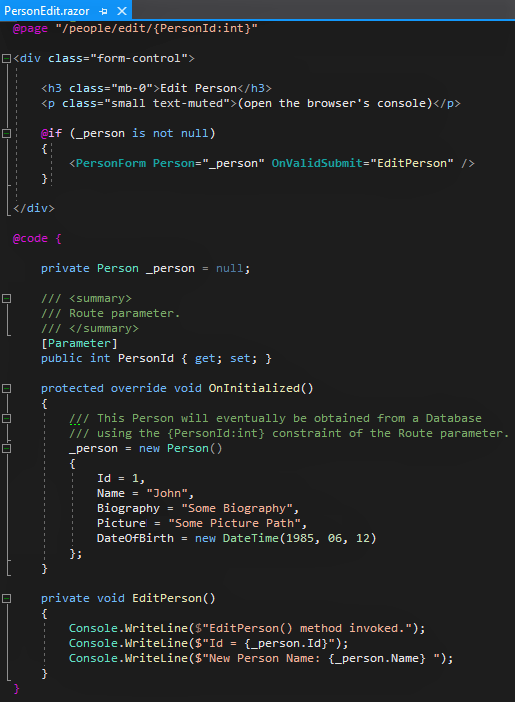 PersonEdit.razor
@page "/people/edit/{PersonId:int}"
<div class="form-control">
<h3 class="mb-0">Edit Person</h3>
<p class="small text-muted">(open the browser's console)</p>
@if (_person is not null)
{
<PersonForm Person="_person" OnValidSubmit="EditPerson" />
}
</div>
@code {
private Person _person = null;
/// <summary>
/// Route parameter.
/// </summary>
[Parameter]
public int PersonId { get; set; }
protected override void OnInitialized()
{
/// This Person will eventually be obtained from a Database
/// using the {PersonId:int} constraint of the Route parameter.
_person = new Person()
{
Id = 1,
Name = "John",
Biography = "Some Biography",
Picture = "Some Picture Path",
DateOfBirth = new DateTime(1985, 06, 12)
};
}
private void EditPerson()
{
Console.WriteLine($"EditPerson() method invoked.");
Console.WriteLine($"Id = {_person.Id}");
Console.WriteLine($"New Person Name: {_person.Name} ");
}
}